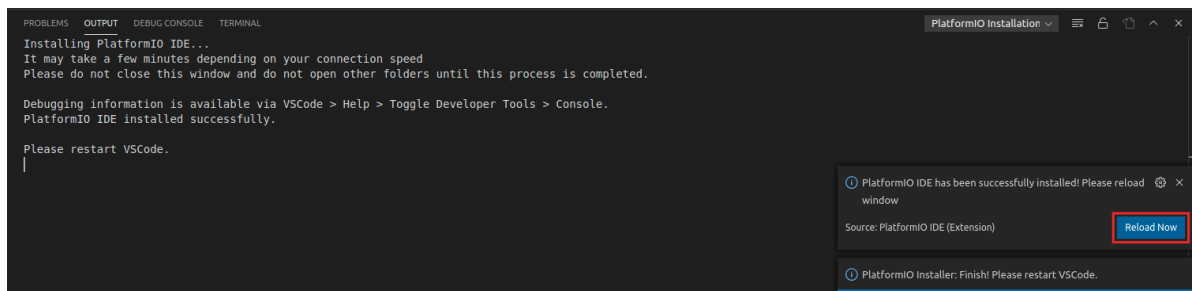 PROBLEMS OUTPUT DEBUG CONSOLE TERMINAL PlatformIO Installation
Installing PlatformIO IDE...
It may take a few minutes depending on your connection speed
Please do not close this window and do not open other folders until this process is completed.
Debugging information is available via VSCode > Help > Toggle Developer Tools > Console.
PlatformIO IDE installed successfully.
Please restart VSCode.
PlatformIO IDE has been successfully installed! Please reload
window
Source: PlatformIO IDE (Extension) Reload Now
PlatformIO Installer: Finish! Please restart VSCode.